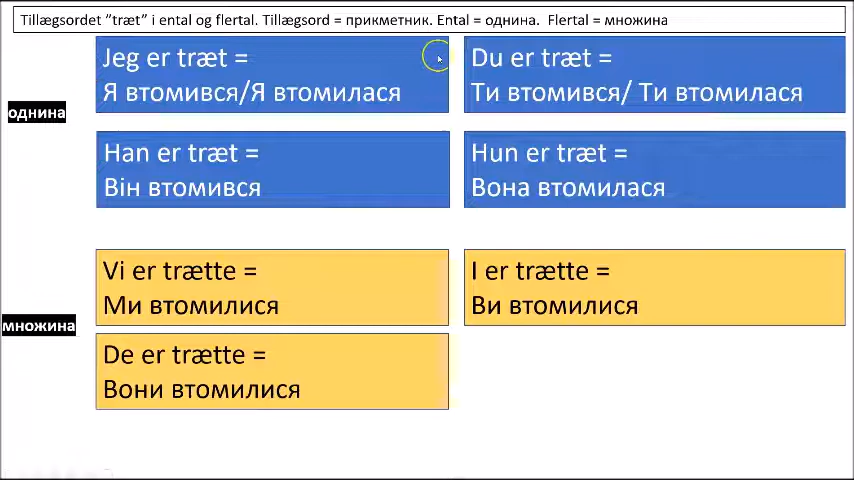 Tillægsordet ”træt” i ental og flertal. Tillægsord = прикметник. Ental = однина.  Flertal = множина
Jeg er træt =
Я втомився/Я втомилася
Du er træt =
Ти втомився/ Ти втомилася
однина
Han er træt =
Він втомився
Hun er træt =
Вона втомилася
Vi er trætte =
Ми втомилися
I er trætte =
Ви втомилися
множина
De er trætte =
Вони втомилися